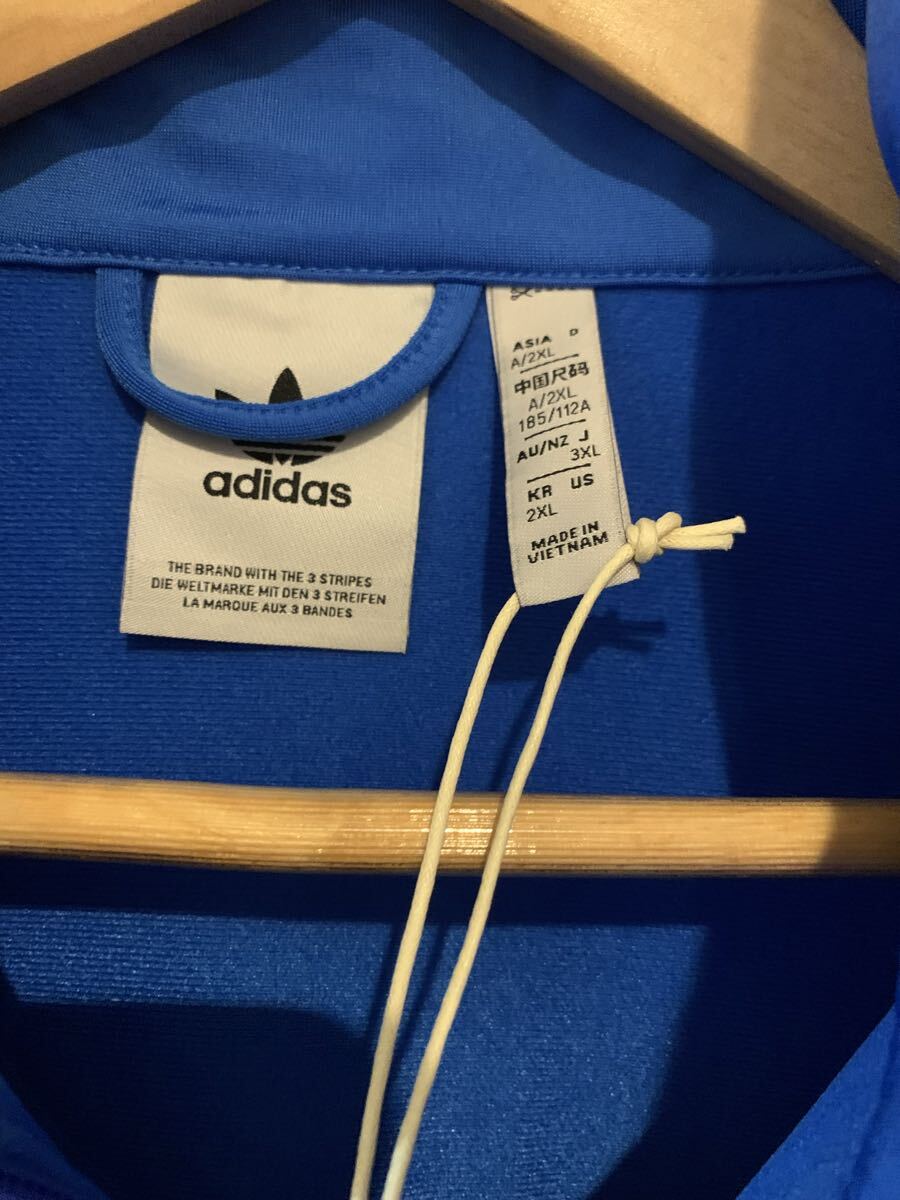 adidas
THE BRAND WITH THE 3 STRIPES
DIE WELTMARKE MIT DEN 3 STREIFEN
LA MARQUE AUX 3 BANDES
ASIA D
A/2XL
中国尺码
A/2XL
185/112A
AU/NZ J
3XL
KR US
2XL
MADE IN
VIETNAM